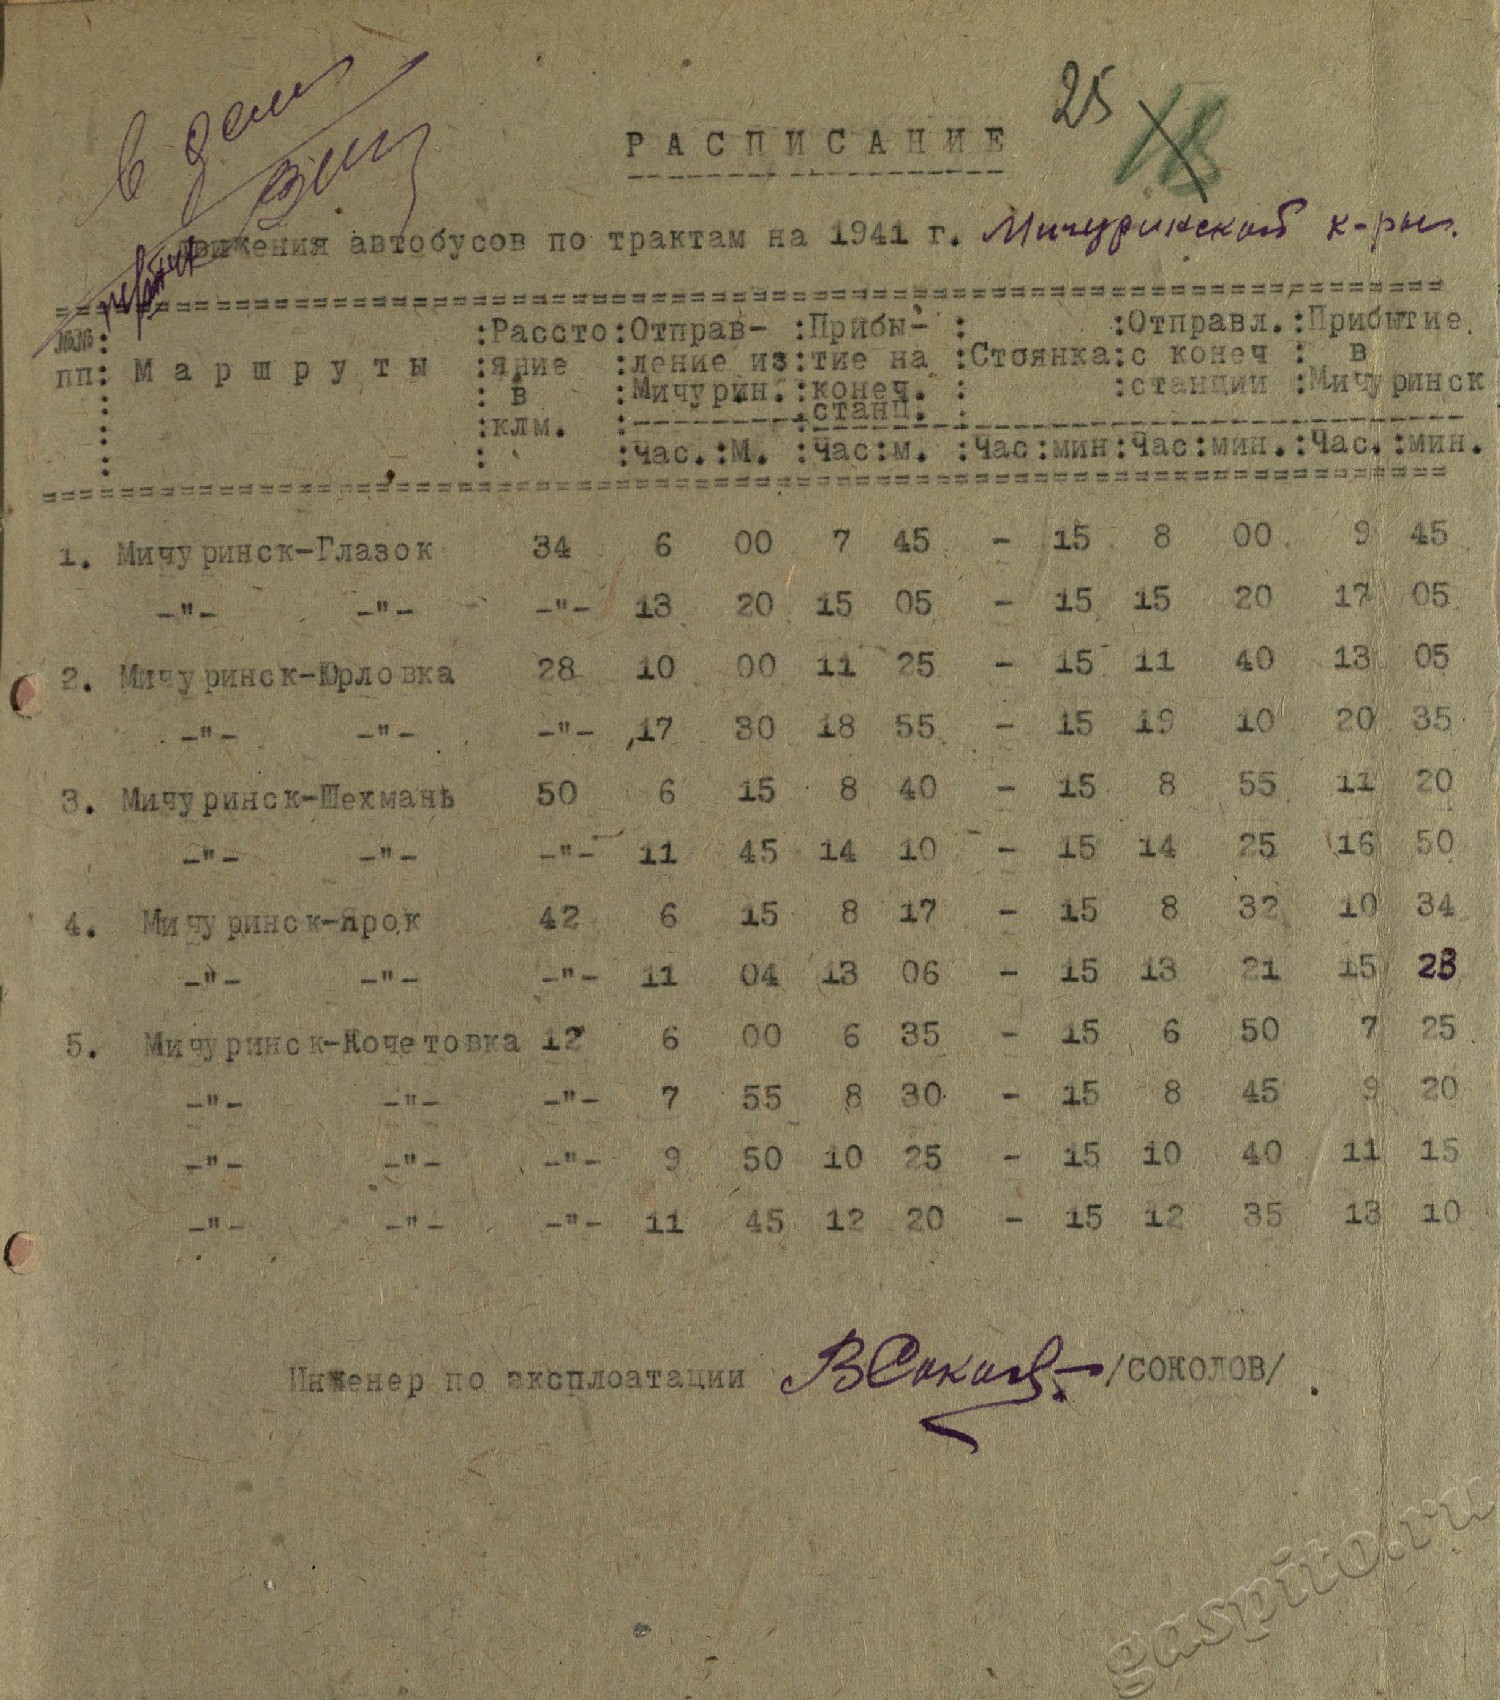 В дело
25
18
РАСПИСАНИЕ
движения автобусов по трактам на 1941 г. Мичуринской к-ры.
№№ : :Рассто:Отправ- :Прибы- : :Отправл.:Прибытие
пп: Маршруты :яние :ление из:тие на :Стоянка:с конеч : в
: : в :Мичурин.:конеч. : :станции :Мичуринск
: :клм. :станц. :
: : :час.:М. :Час:м. :Час:мин:Час:мин.:Час.:мин.
1. Мичуринск-Глазок 34 6 00 7 45 - 15 8 00 9 45
-"- -"- -"- 13 20 15 05 - 15 15 20 17 05
2. Мичуринск-Юрловка 28 10 00 11 25 - 15 11 40 13 05
-"- -"- -"- 17 30 18 55 - 15 19 10 20 35
3. Мичуринск-Шехмань 50 6 15 8 40 - 15 8 55 11 20
-"- -"- -"- 11 45 14 10 - 15 14 25 16 50
4. Мичуринск-Ярок 42 6 15 8 17 - 15 8 32 10 34
-"- -"- -"- 11 04 13 06 - 15 13 21 15 23
5. Мичуринск-Кочетовка 12 6 00 6 35 - 15 6 50 7 25
-"- -"- -"- 7 55 8 30 - 15 8 45 9 20
-"- -"- -"- 9 50 10 25 - 15 10 40 11 15
-"- -"- -"- 11 45 12 20 - 15 12 35 13 10
Инженер по эксплоатации ВСоколов /СОКОЛОВ/
gaspito.ru